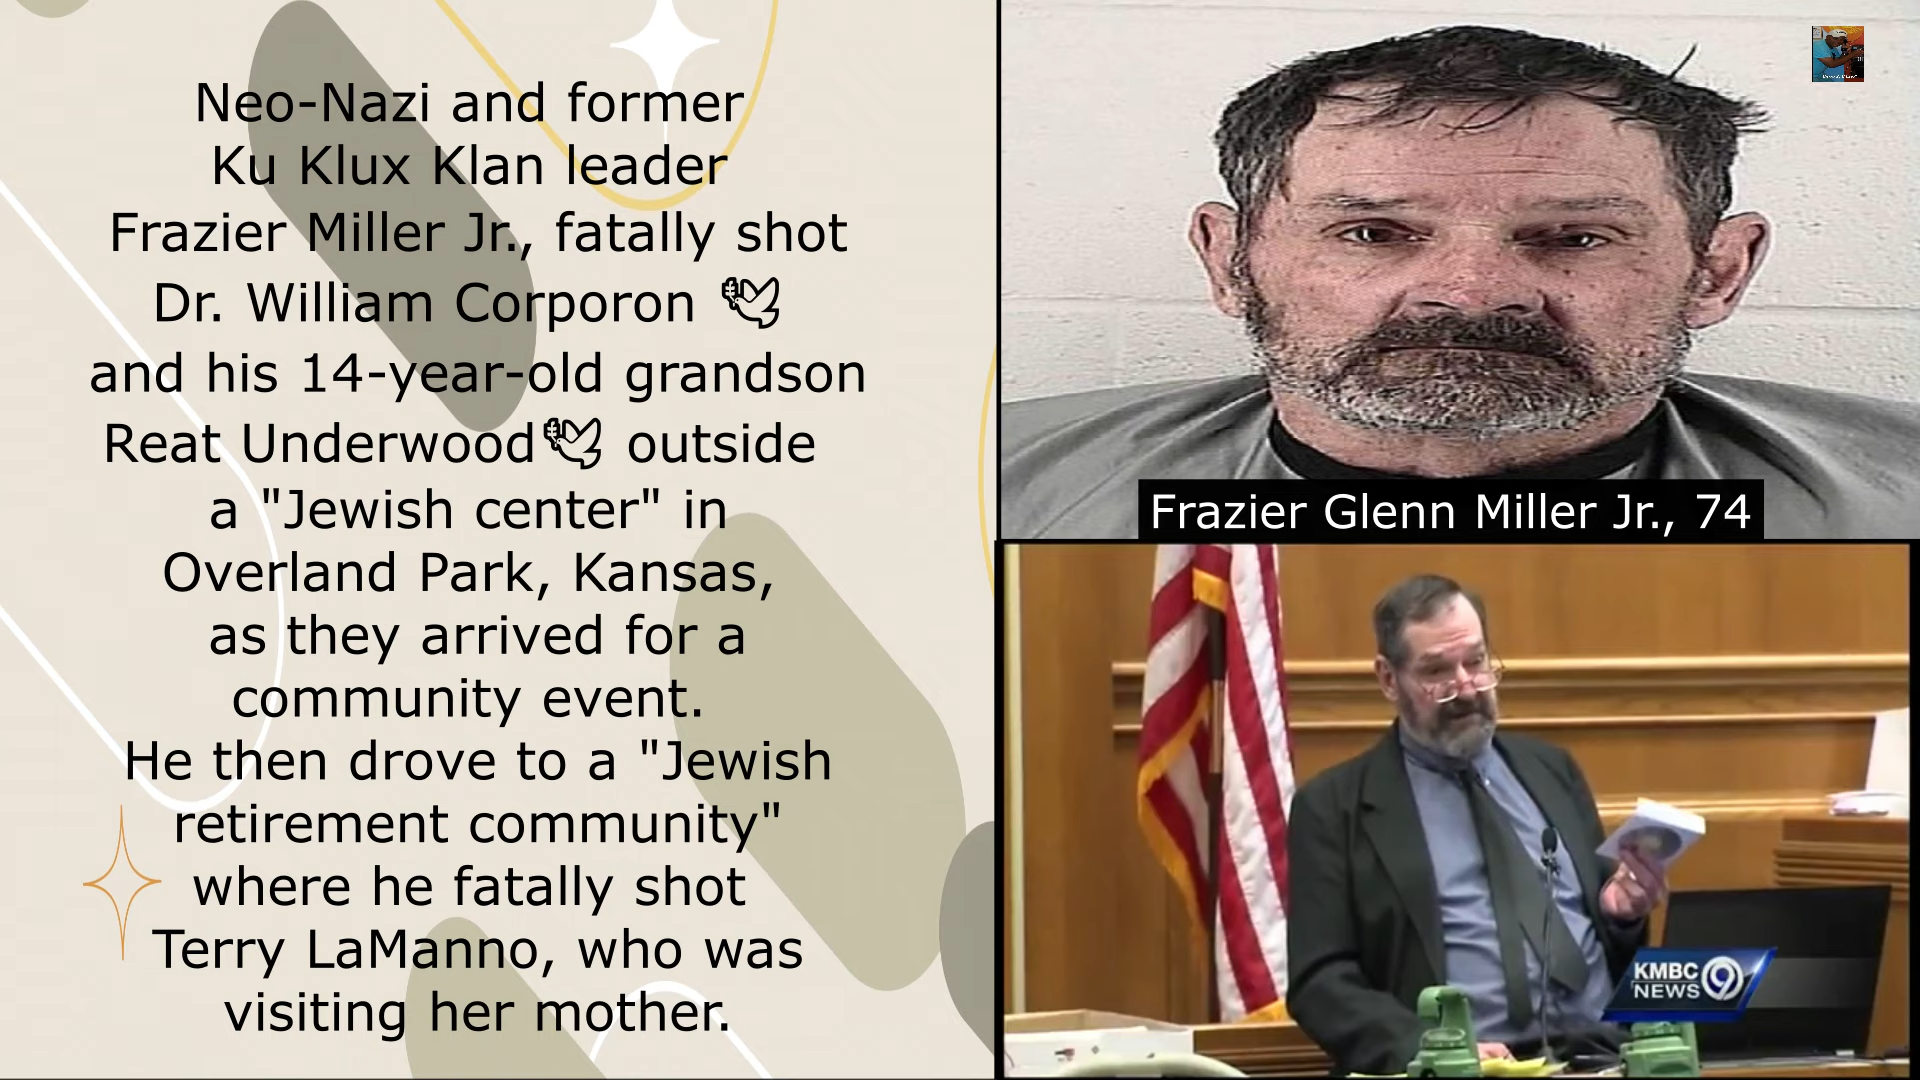 Neo-Nazi and former
Ku Klux Klan leader
Frazier Miller Jr., fatally shot
Dr. William Corporon 🕊
and his 14-year-old grandson
Reat Underwood🕊 outside
a "Jewish center" in
Overland Park, Kansas,
as they arrived for a
community event.
He then drove to a "Jewish
retirement community"
where he fatally shot
Terry LaManno, who was
visiting her mother.
Frazier Glenn Miller Jr., 74
KMBC 9
NEWS